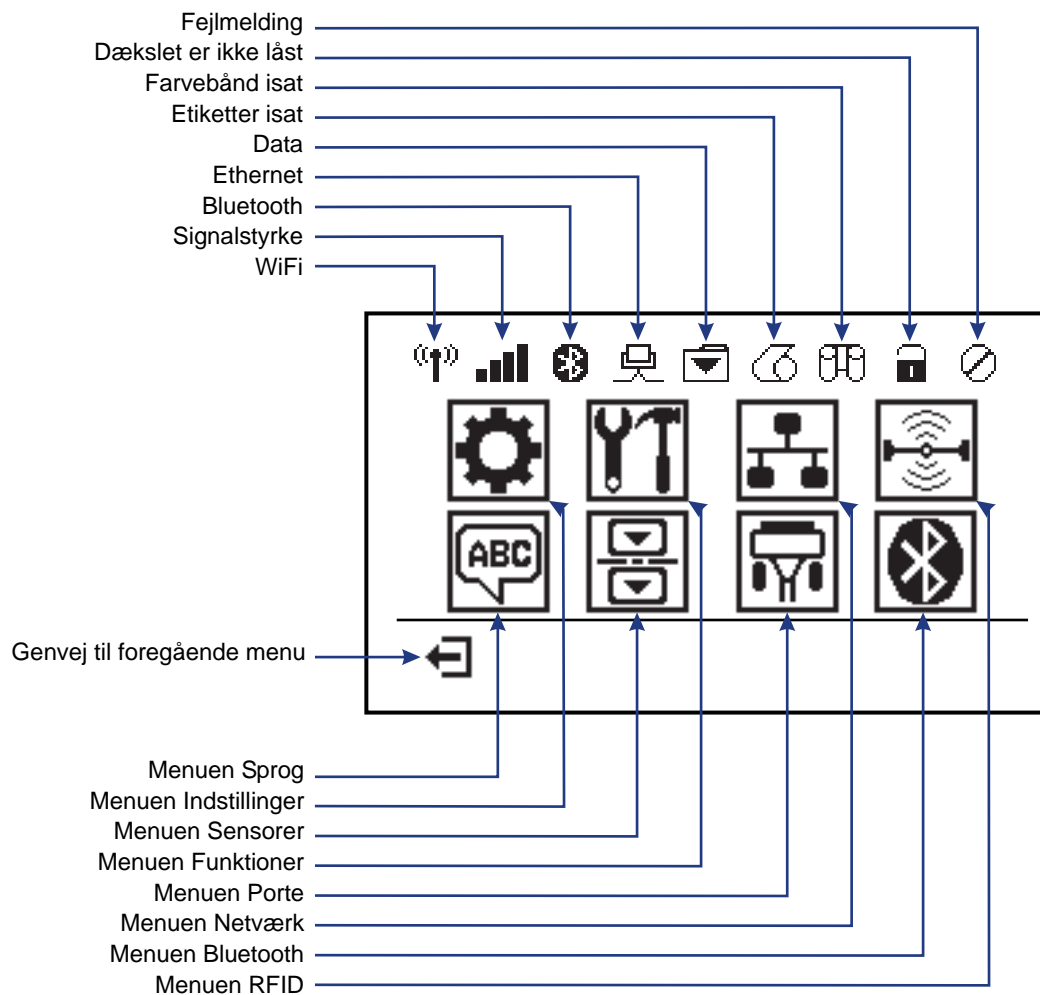 Fejlmelding
Dækslet er ikke låst
Farvebånd isat
Etiketter isat
Data
Ethernet
Bluetooth
Signalstyrke
WiFi
ABC
Genvej til foregående menu
Menuen Sprog
Menuen Indstillinger
Menuen Sensorer
Menuen Funktioner
Menuen Porte
Menuen Netværk
Menuen Bluetooth
Menuen RFID